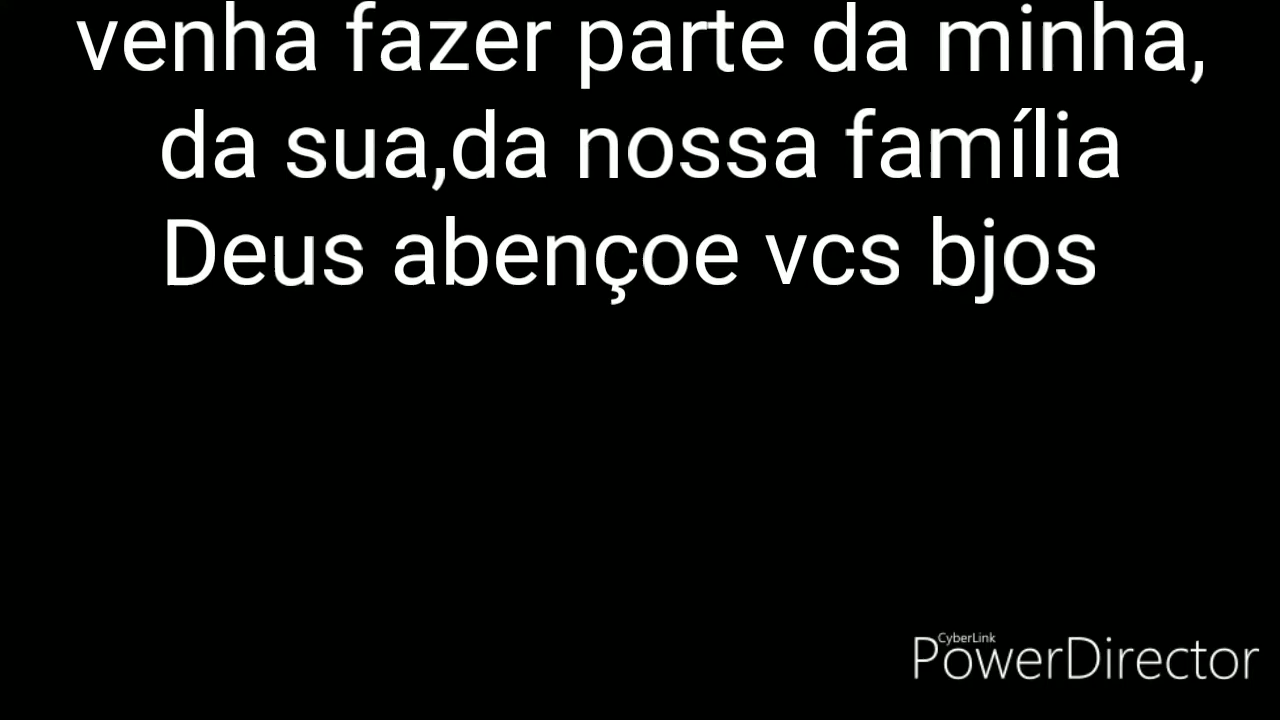 venha fazer parte da minha,
da sua,da nossa família
Deus abençoe vcs bjos
CyberLink
PowerDirector